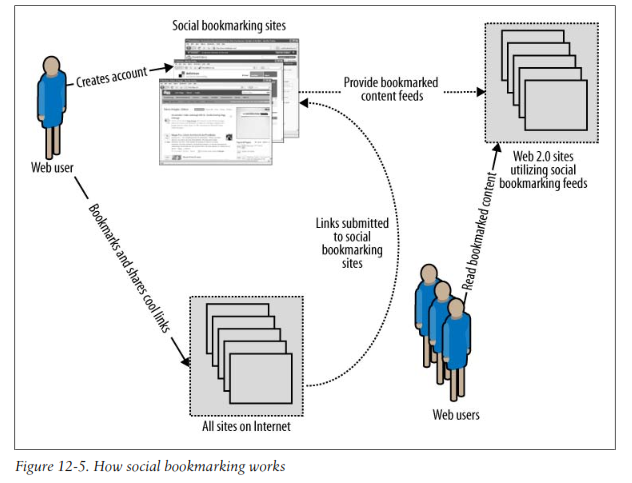 Social bookmarking sites
Creates account
Provide bookmarked
content feeds
Web user
Web 2.0 sites
utilizing social
bookmarking feeds
Bookmarks and shares cool links
Links submitted
to social
bookmarking
sites
Read bookmarked content
All sites on Internet
Web users
Figure 12-5. How social bookmarking works